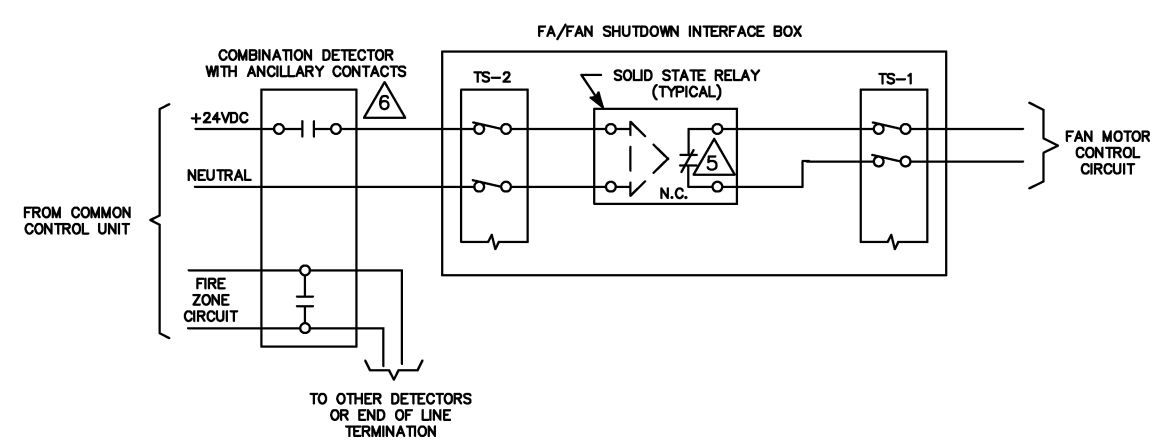 FA/FAN SHUTDOWN INTERFACE BOX
COMBINATION DETECTOR
WITH ANCILLARY CONTACTS
6
TS-2
SOLID STATE RELAY
(TYPICAL)
TS-1
+24VDC
NEUTRAL
5
N.C.
FAN MOTOR
CONTROL
CIRCUIT
FROM COMMON
CONTROL UNIT
FIRE
ZONE
CIRCUIT
TO OTHER DETECTORS
OR END OF LINE
TERMINATION